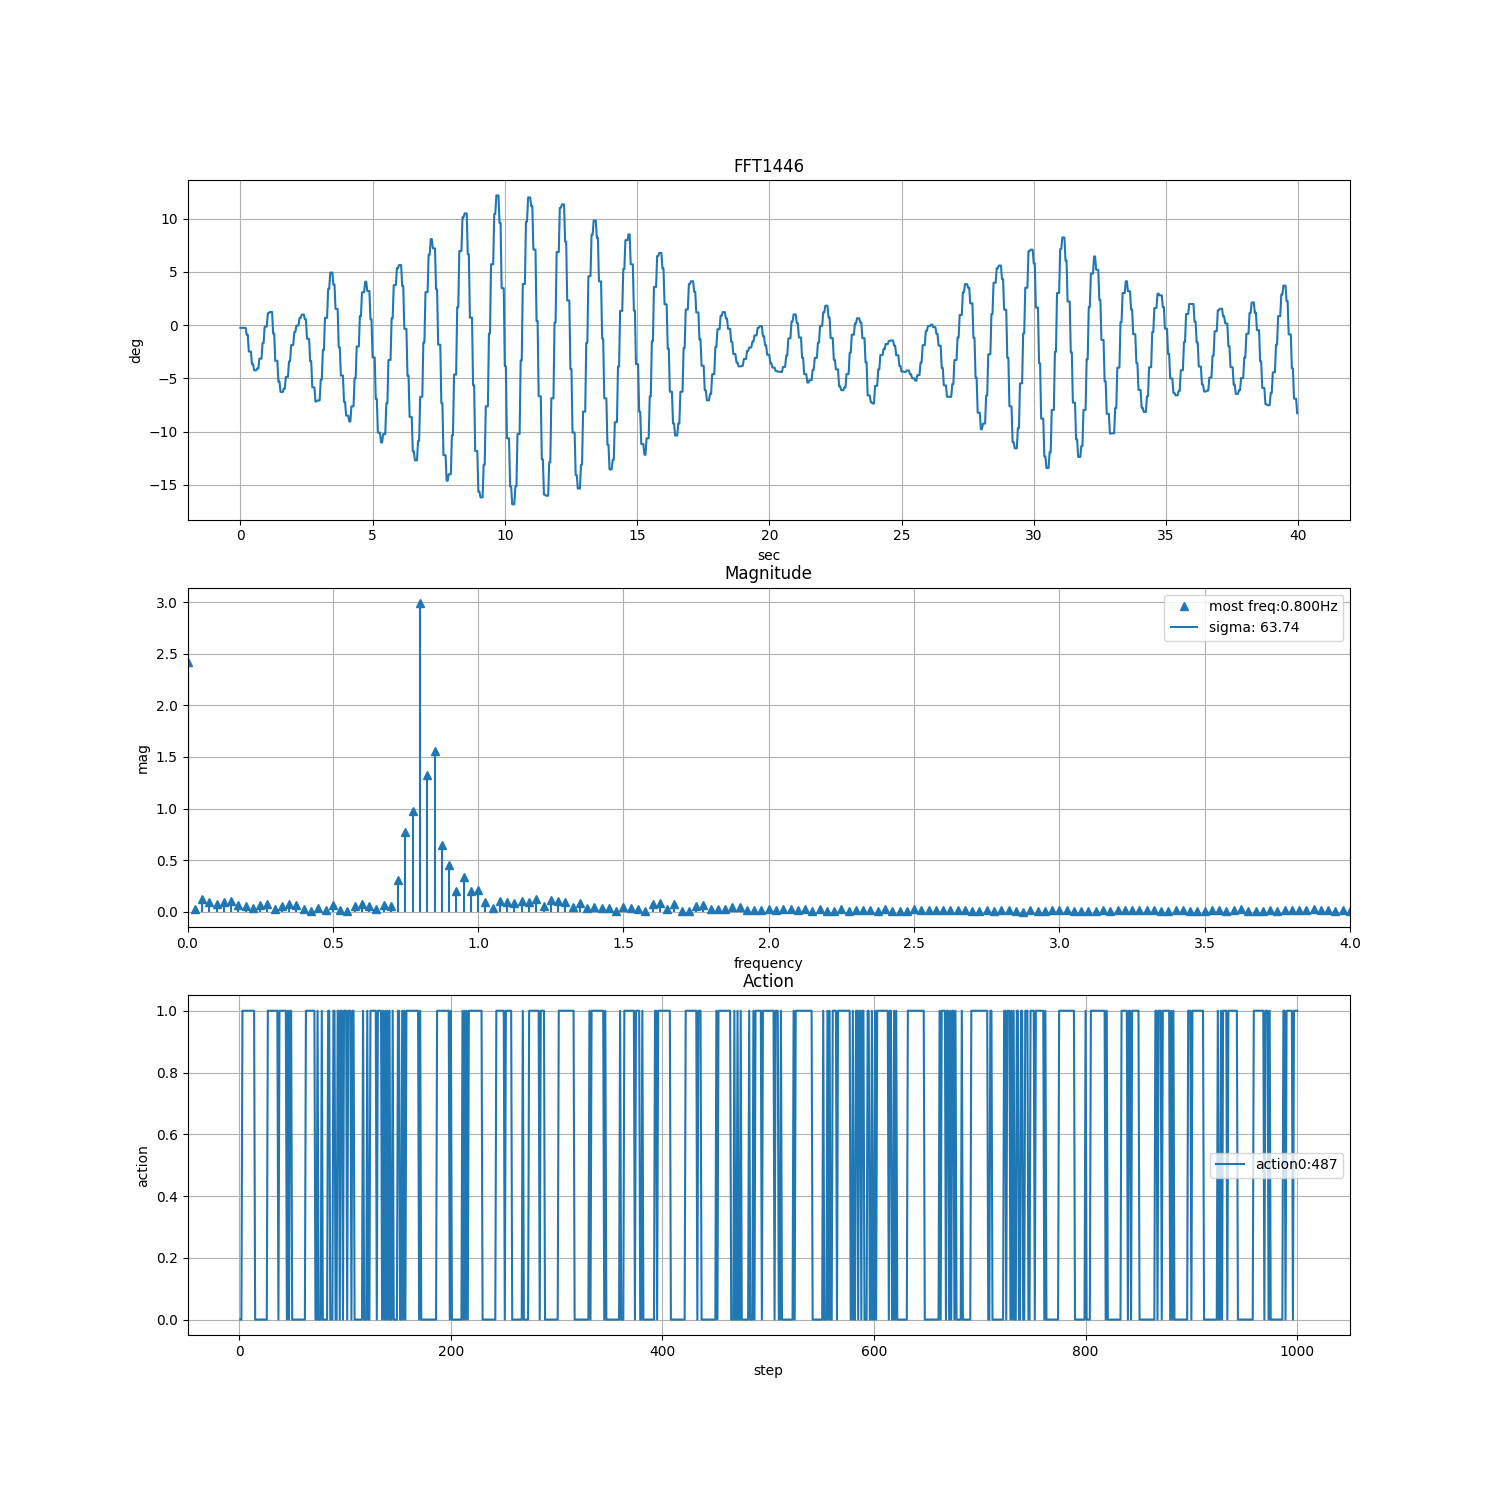 FFT1446
10
5
0
−5
−10
−15
deg
0 5 10 15 20 25 30 35 40
sec
Magnitude
3.0
2.5
2.0
1.5
1.0
0.5
0.0
mag
most freq:0.800Hz
sigma: 63.74
0.0 0.5 1.0 1.5 2.0 2.5 3.0 3.5 4.0
frequency
Action
1.0
0.8
0.6
0.4
0.2
0.0
action
action0:487
0 200 400 600 800 1000
step